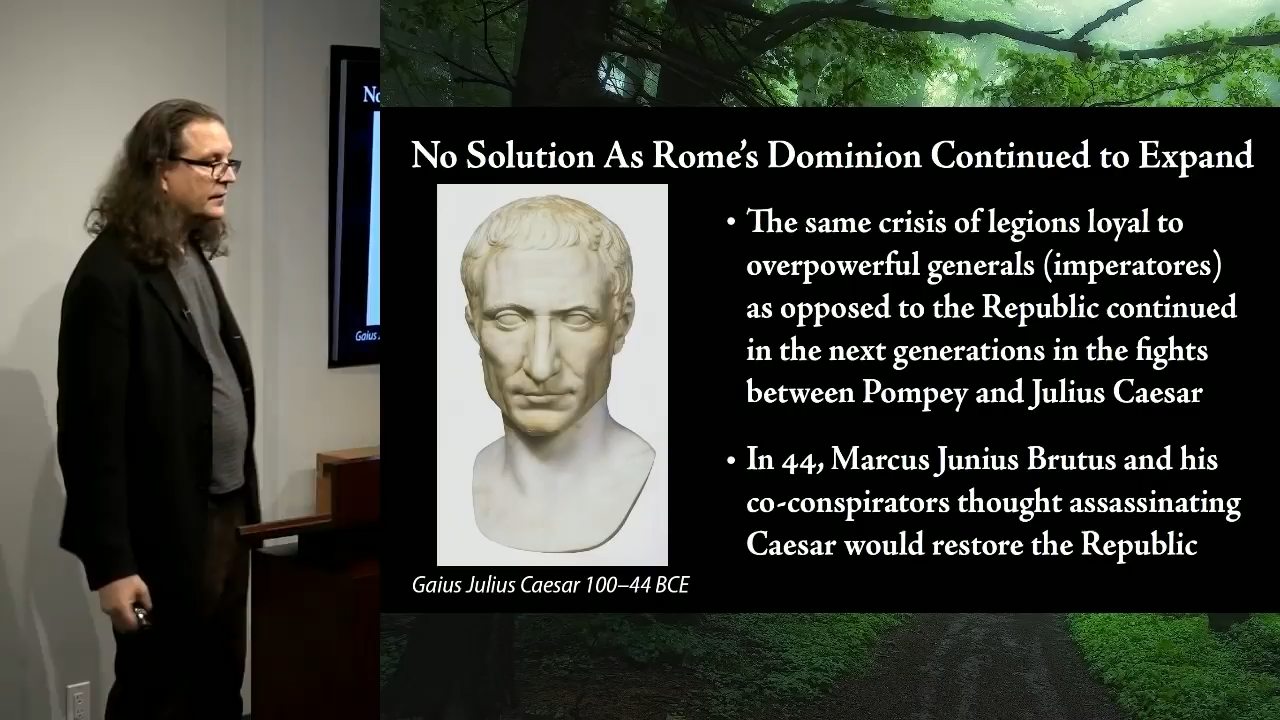 No
Gaius J
No Solution As Rome's Dominion Continued to Expand
• The same crisis of legions loyal to
overpowerful generals (imperatores)
as opposed to the Republic continued
in the next generations in the fights
between Pompey and Julius Caesar
• In 44, Marcus Junius Brutus and his
co-conspirators thought assassinating
Caesar would restore the Republic
Gaius Julius Caesar 100–44 BCE